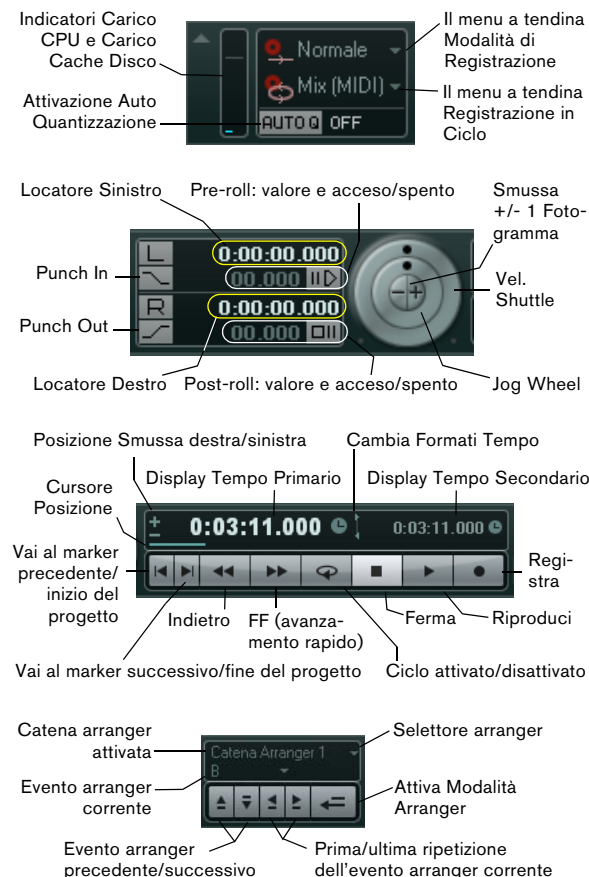 Indicatori Carico
CPU e Carico
Cache Disco
Attivazione Auto
Quantizzazione
Normale
Mix (MIDI)
AUTO Q OFF
Il menu a tendina
Modalità di
Registrazione
Il menu a tendina
Registrazione in
Ciclo
Locatore Sinistro
Pre-roll: valore e acceso/spento
Smussa
+/- 1 Foto-
gramma
Punch In
Punch Out
L 0:00:00.000
00.000
R 0:00:00.000
00.000
- +
Vel.
Shuttle
Locatore Destro
Post-roll: valore e acceso/spento
Jog Wheel
Posizione Smussa destra/sinistra
Cambia Formati Tempo
Cursore
Posizione
Display Tempo Primario
Display Tempo Secondario
0:03:11.000
0:03:11.000
Vai al marker
precedente/
inizio del
progetto
Regi-
stra
Indietro
FF (avanza-
mento rapido)
Ferma
Riproduci
Vai al marker successivo/fine del progetto
Ciclo attivato/disattivato
Catena arranger
attivata
Catena Arranger 1
B
Selettore arranger
Evento arranger
corrente
Attiva Modalità
Arranger
Evento arranger
precedente/successivo
Prima/ultima ripetizione
dell'evento arranger corrente